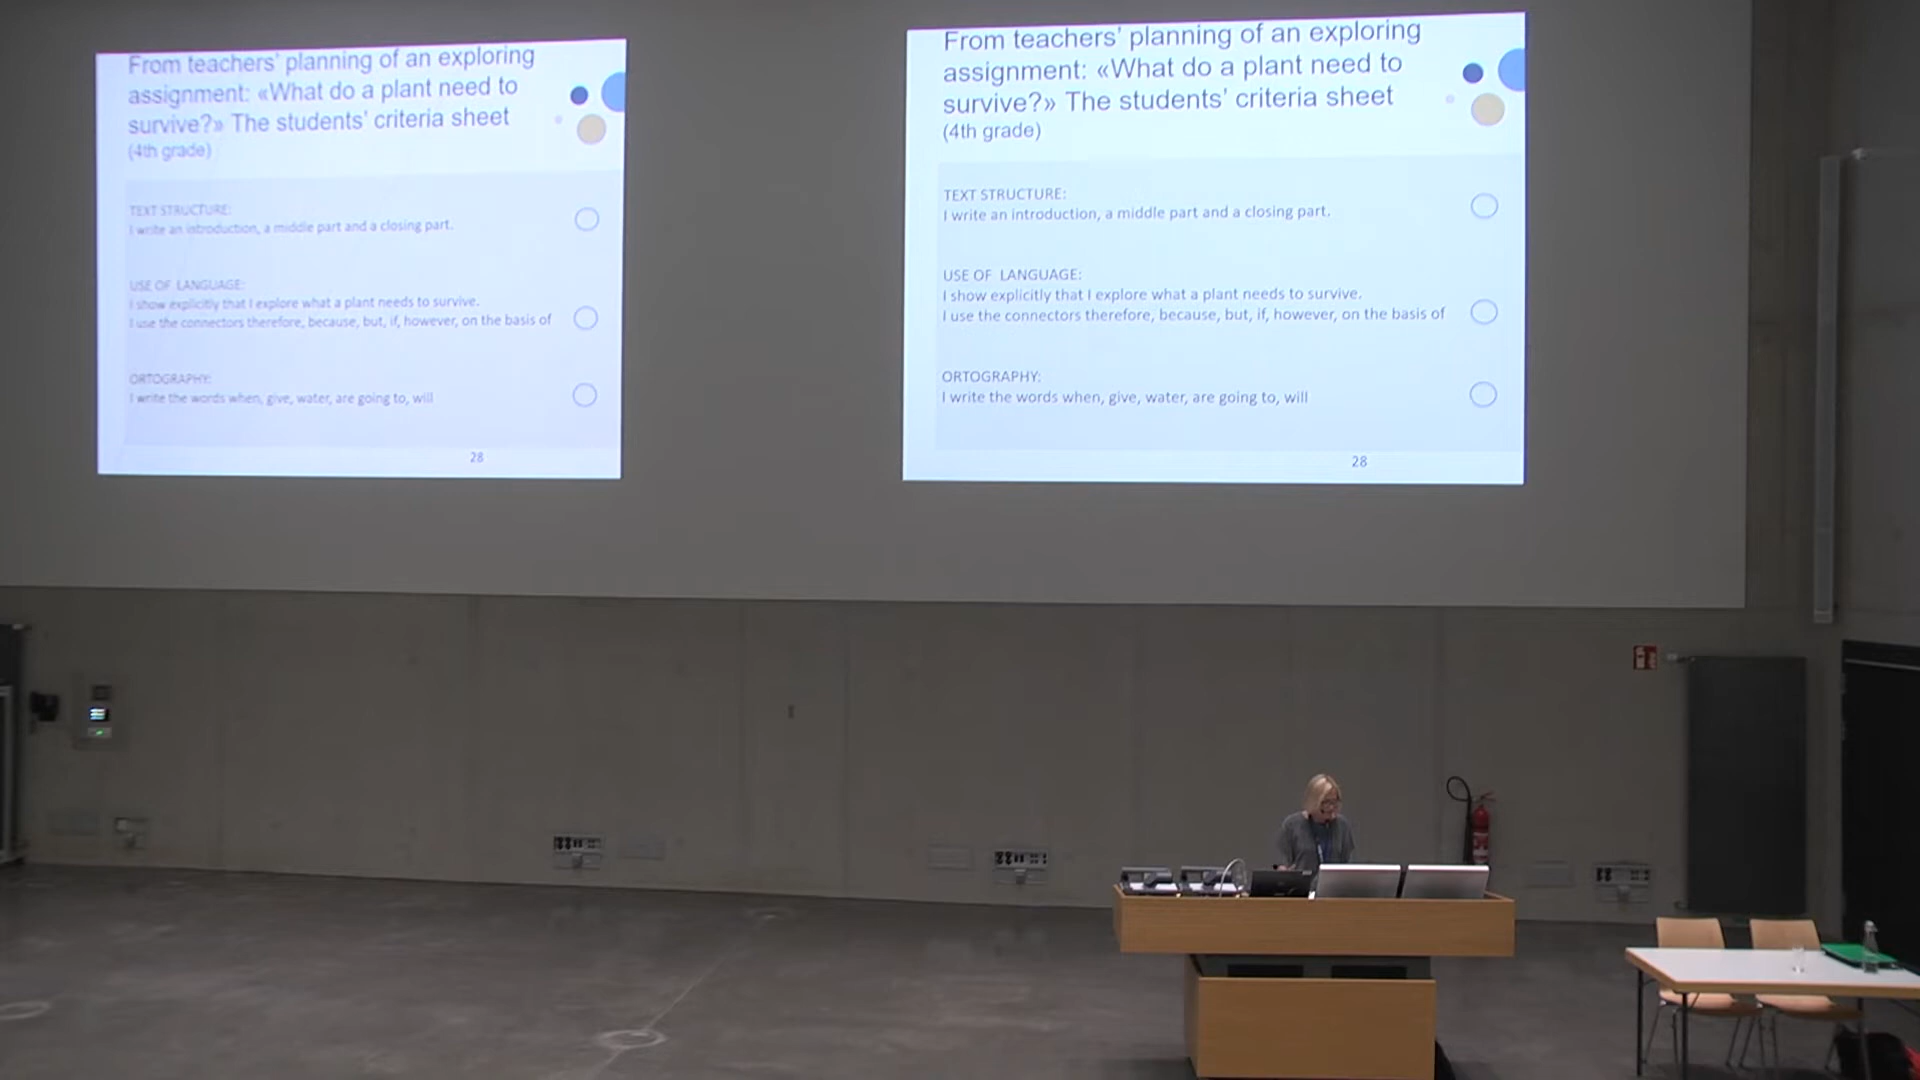 From teachers' planning of an exploring
assignment: «What do a plant need to
survive?» The students' criteria sheet
(4th grade)
TEXT STRUCTURE:
I write an introduction, a middle part and a closing part.
USE OF LANGUAGE:
I show explicitly that I explore what a plant needs to survive.
I use the connectors therefore, because, but, if, however, on the basis of
ORTOGRAPHY:
I write the words when, give, water, are going to, will
28
From teachers' planning of an exploring
assignment: «What do a plant need to
survive?» The students' criteria sheet
(4th grade)
TEXT STRUCTURE:
I write an introduction, a middle part and a closing part.
USE OF LANGUAGE:
I show explicitly that I explore what a plant needs to survive.
I use the connectors therefore, because, but, if, however, on the basis of
ORTOGRAPHY:
I write the words when, give, water, are going to, will
28